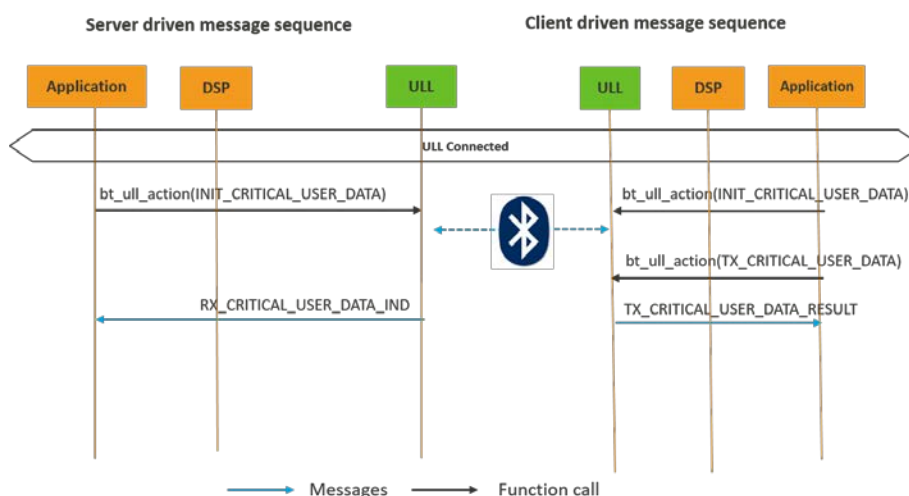 Server driven message sequence
Client driven message sequence
Application
DSP
ULL
ULL
DSP
Application
ULL Connected
bt_ull_action(INIT_CRITICAL_USER_DATA)
bt_ull_action(INIT_CRITICAL_USER_DATA)
bt_ull_action(TX_CRITICAL_USER_DATA)
RX_CRITICAL_USER_DATA_IND
TX_CRITICAL_USER_DATA_RESULT
Messages
Function call